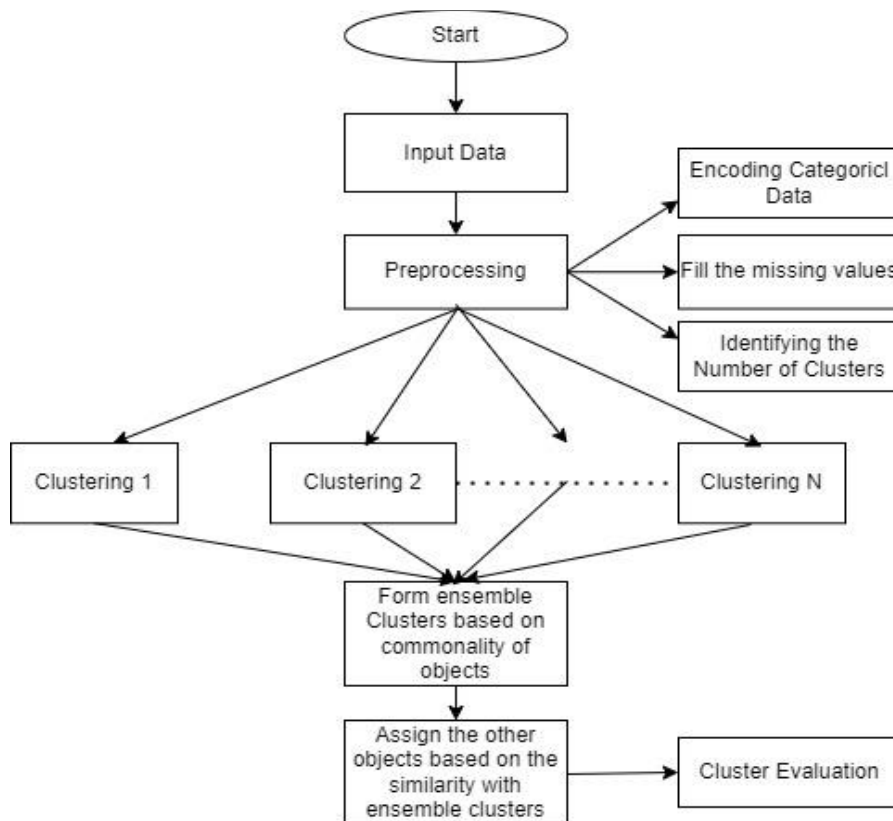 Start
Input Data
Encoding Categoricl
Data
Preprocessing
Fill the missing values
Identifying the
Number of Clusters
Clustering 1
Clustering 2
Clustering N
Form ensemble
Clusters based on
commonality of
objects
Assign the other
objects based on the
similarity with
ensemble clusters
Cluster Evaluation